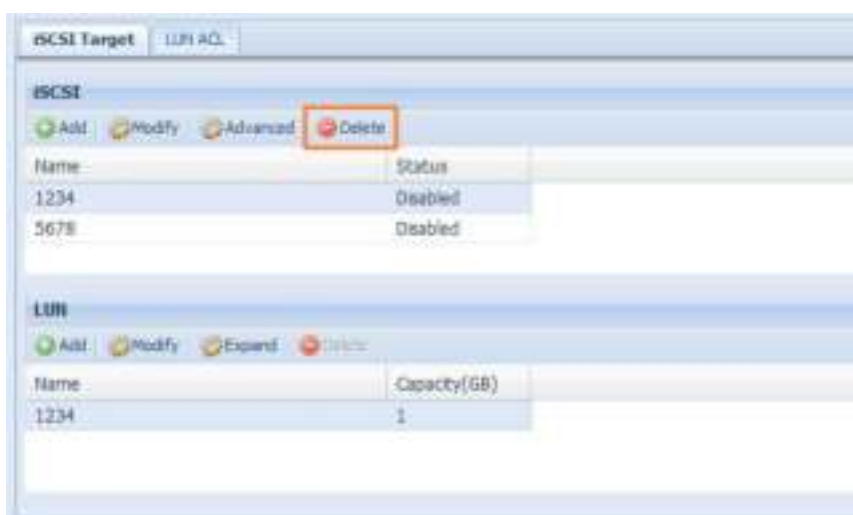 iSCSI Target LUN ACL
iSCSI
Add Modify Advanced Delete
Name Status
1234 Disabled
5678 Disabled
LUN
Add Modify Expand Delete
Name Capacity(GB)
1234 1